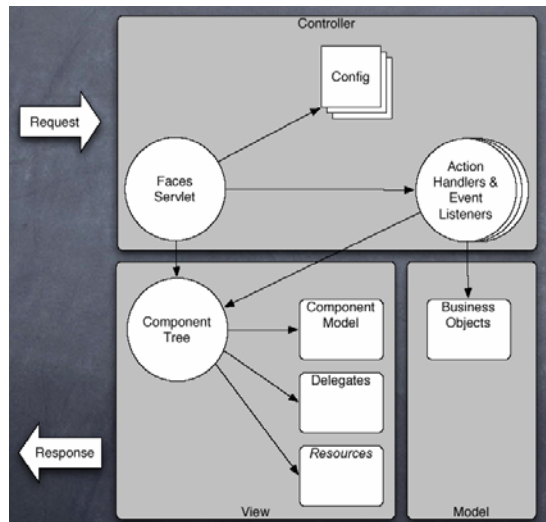 Controller
Config
Request
Faces
Servlet
Action
Handlers &
Event
Listeners
Component
Tree
Component
Model
Business
Objects
Delegates
Resources
Response
View
Model